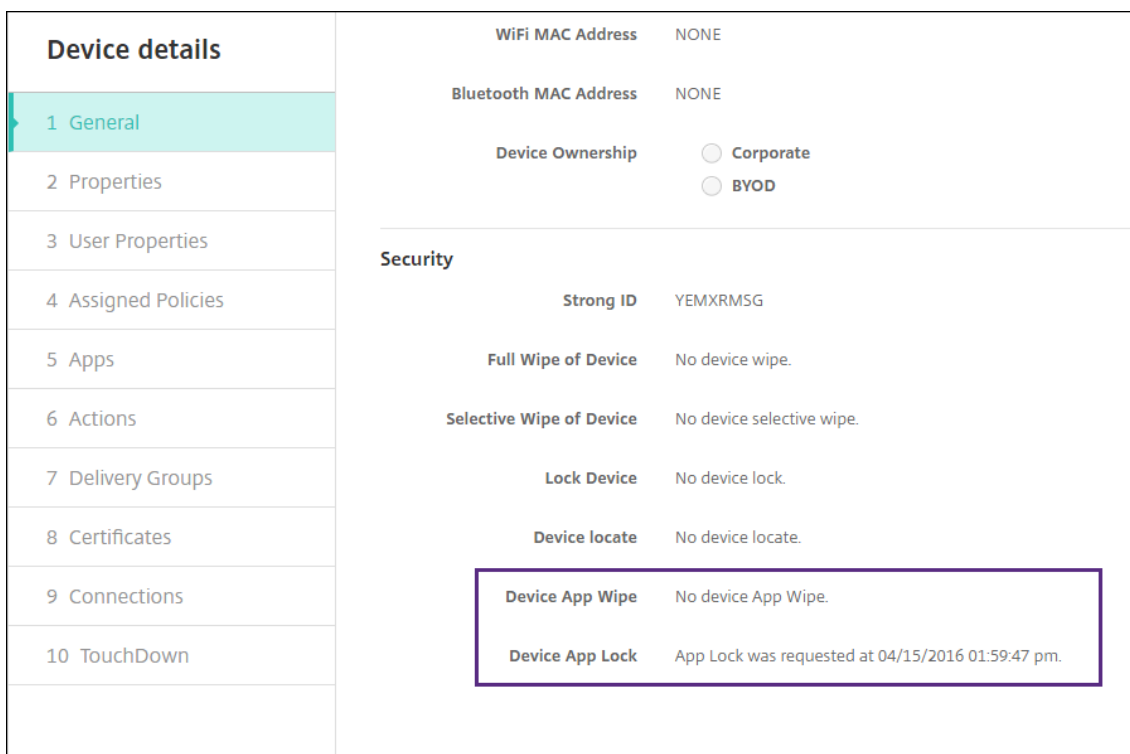 Device details
1 General
2 Properties
3 User Properties
4 Assigned Policies
5 Apps
6 Actions
7 Delivery Groups
8 Certificates
9 Connections
10 TouchDown
WiFi MAC Address NONE
Bluetooth MAC Address NONE
Device Ownership Corporate
BYOD
Security
Strong ID YEMXRMSG
Full Wipe of Device No device wipe.
Selective Wipe of Device No device selective wipe.
Lock Device No device lock.
Device locate No device locate.
Device App Wipe No device App Wipe.
Device App Lock App Lock was requested at 04/15/2016 01:59:47 pm.